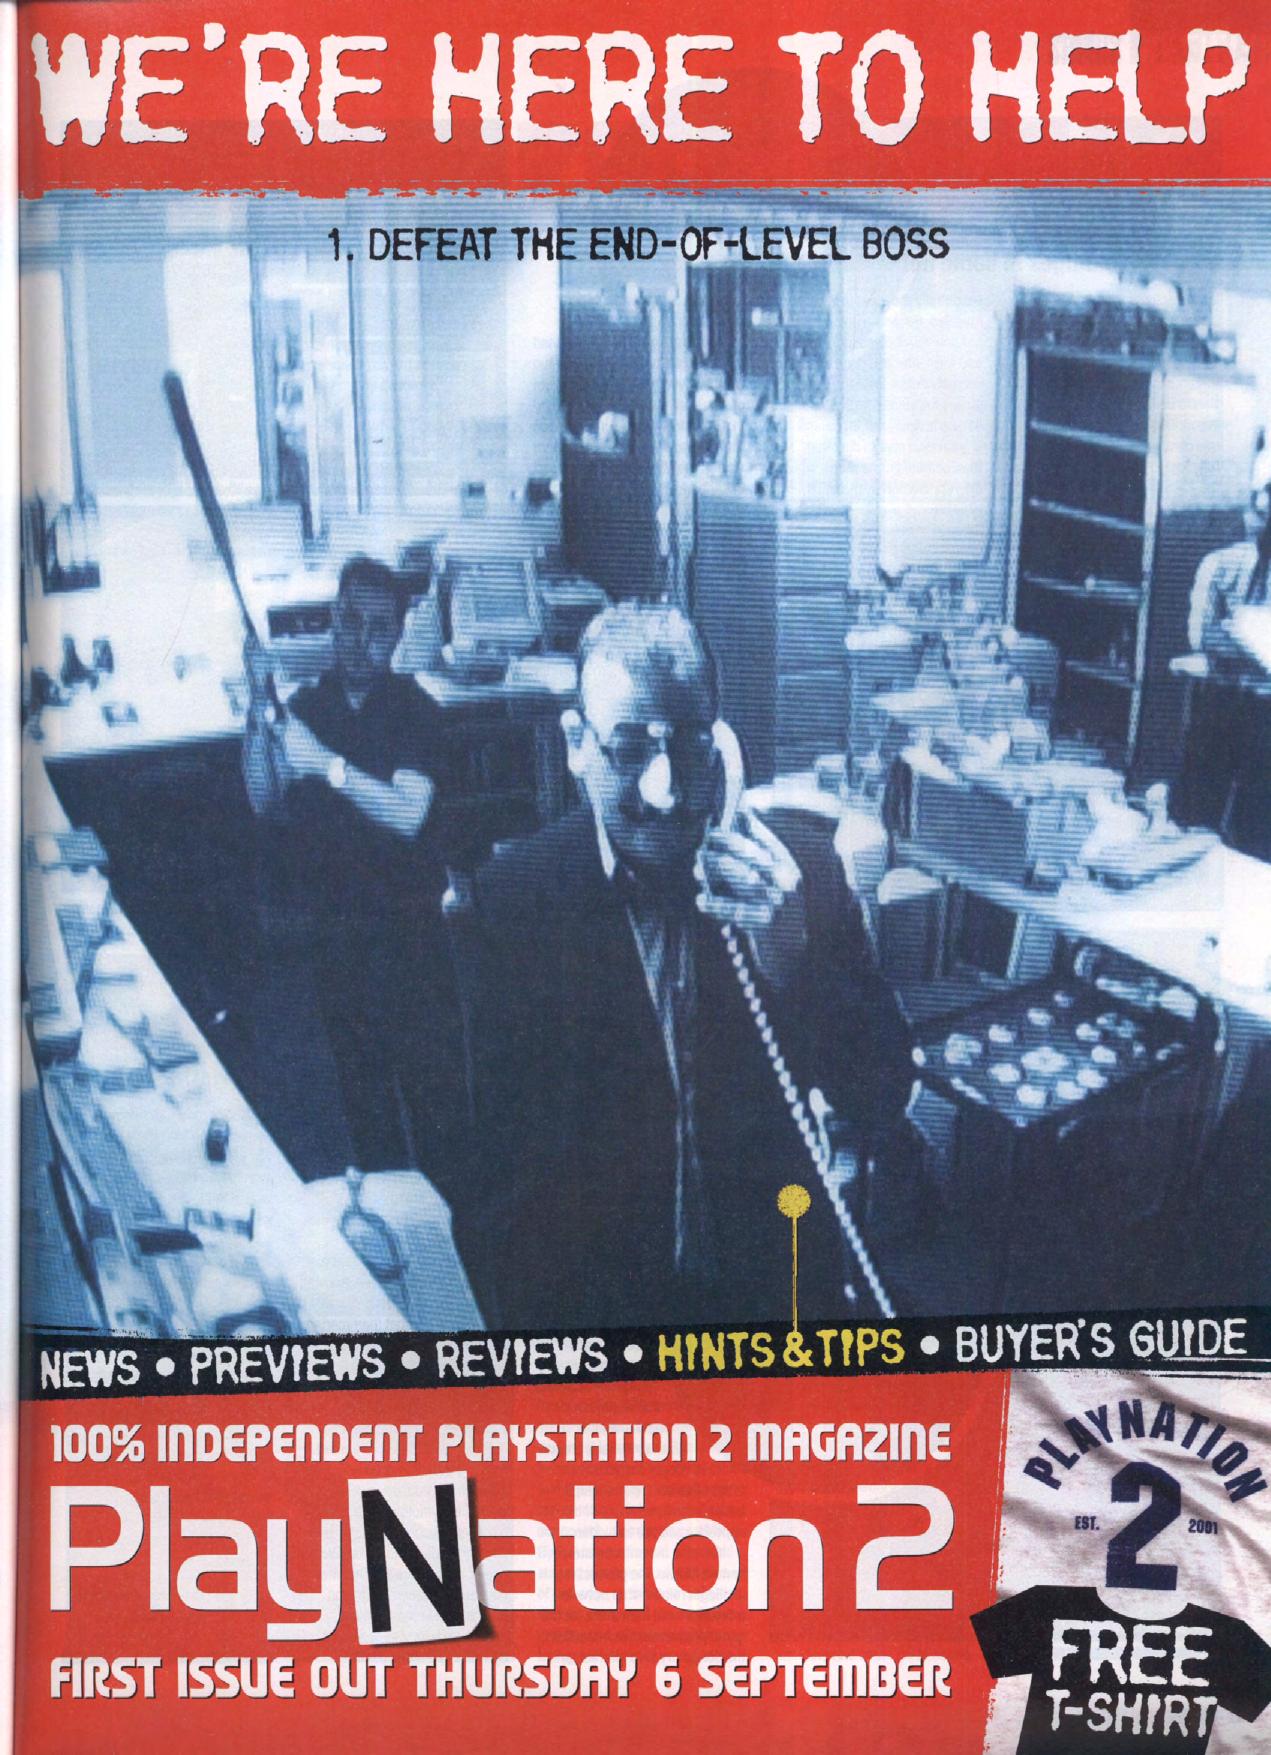 WE'RE HERE TO HELP
1. DEFEAT THE END-OF-LEVEL BOSS
NEWS • PREVIEWS • REVIEWS • HINTS & TIPS • BUYER'S GUIDE
100% INDEPENDENT PLAYSTATION 2 MAGAZINE
PlayNation 2
FIRST ISSUE OUT THURSDAY 6 SEPTEMBER
PLAYNATION
2
EST. 2001
FREE
T-SHIRT